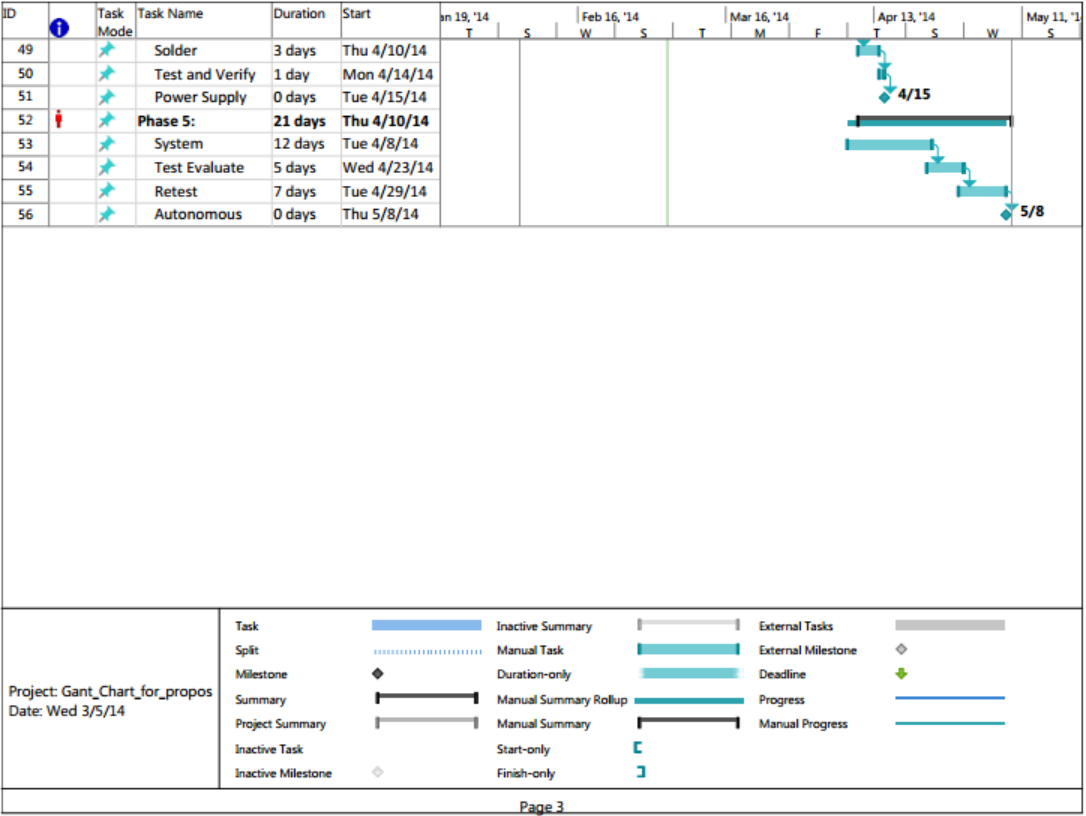 ID Task Mode Task Name Duration Start an 19, '14 Feb 16, '14 Mar 16, '14 Apr 13, '14 May 11, '1
T S W S T M F T S W S
49 Solder 3 days Thu 4/10/14
50 Test and Verify 1 day Mon 4/14/14
51 Power Supply 0 days Tue 4/15/14 4/15
52 Phase 5: 21 days Thu 4/10/14
53 System 12 days Tue 4/8/14
54 Test Evaluate 5 days Wed 4/23/14
55 Retest 7 days Tue 4/29/14
56 Autonomous 0 days Thu 5/8/14 5/8
Project: Gant_Chart_for_propos
Date: Wed 3/5/14
Task Inactive Summary External Tasks
Split Manual Task External Milestone
Milestone Duration-only Deadline
Summary Manual Summary Rollup Progress
Project Summary Manual Summary Manual Progress
Inactive Task Start-only
Inactive Milestone Finish-only
Page 3